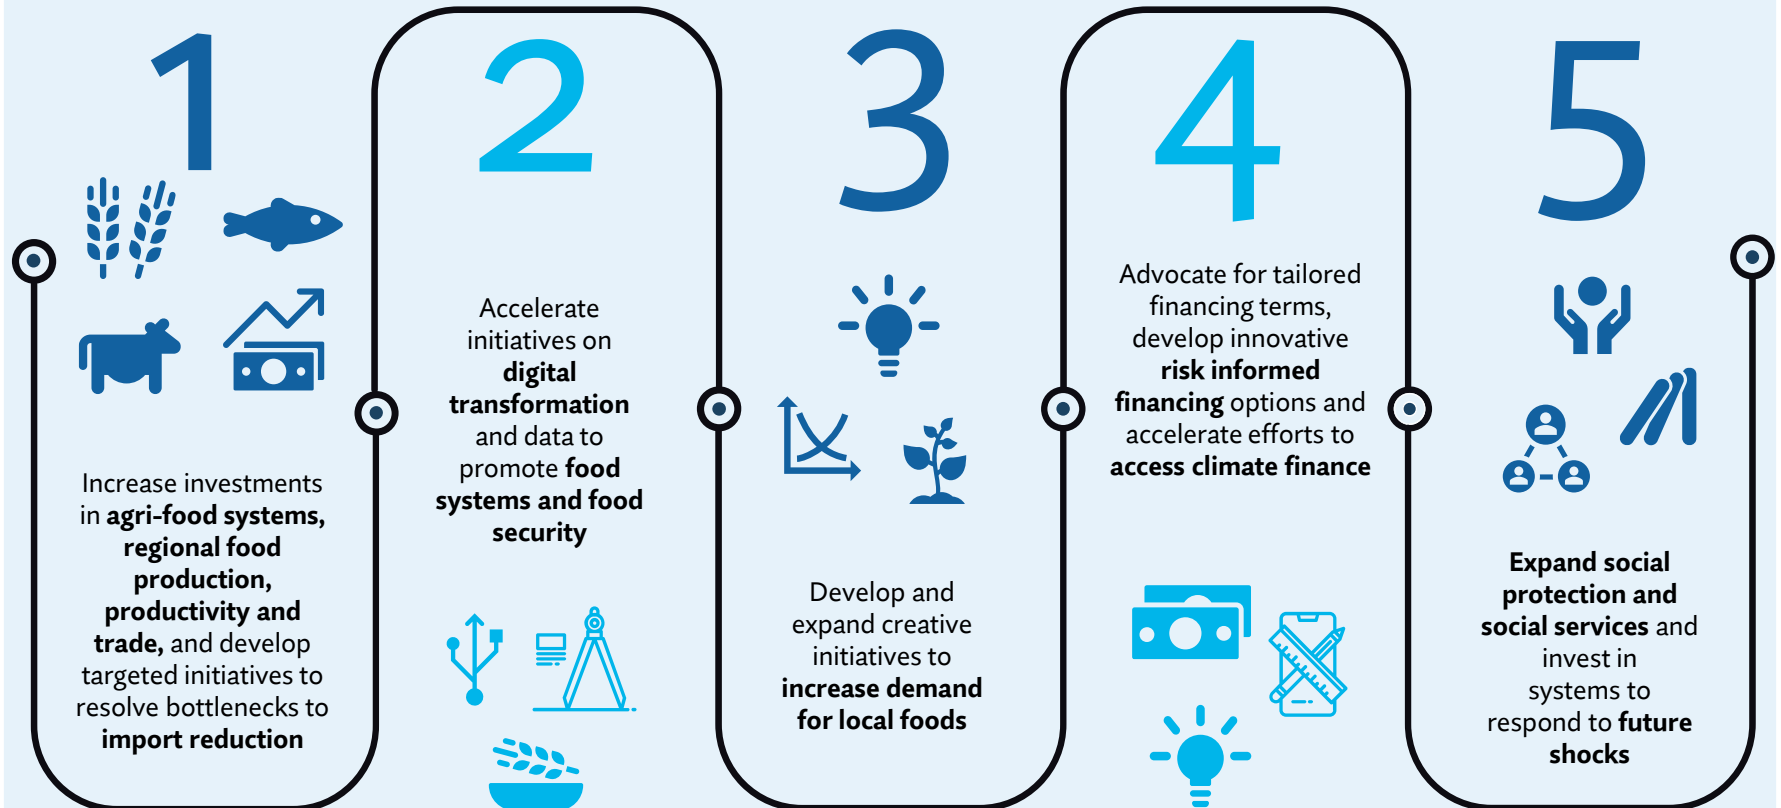 1
Increase investments
in agri-food systems,
regional food
production,
productivity and
trade, and develop
targeted initiatives to
resolve bottlenecks to
import reduction
2
Accelerate
initiatives on
digital
transformation
and data to
promote food
systems and food
security
3
Develop and
expand creative
initiatives to
increase demand
for local foods
4
Advocate for tailored
financing terms,
develop innovative
risk informed
financing options and
accelerate efforts to
access climate finance
5
Expand social
protection and
social services and
invest in
systems to
respond to future
shocks